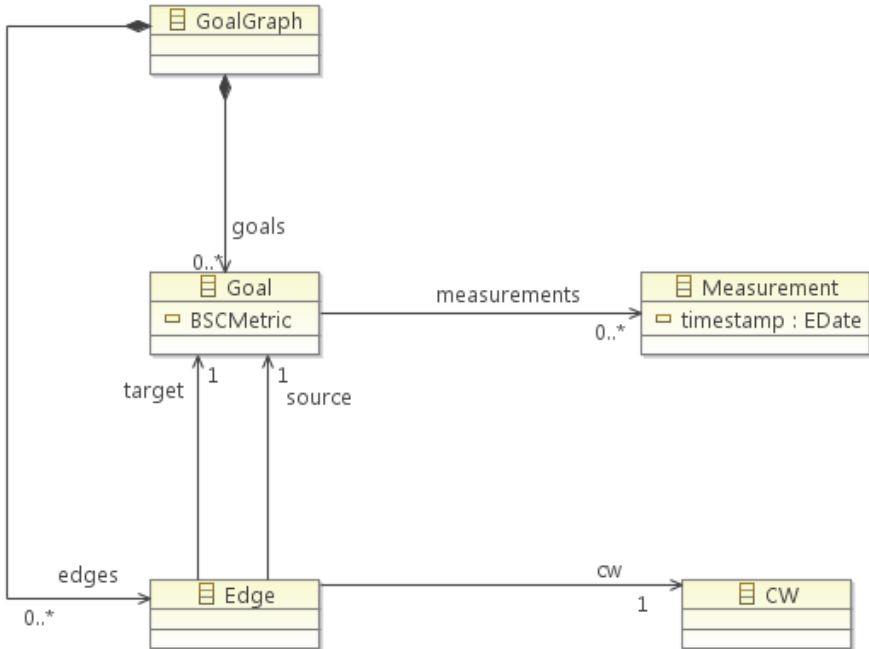 GoalGraph
goals
0..*
Goal
BSCMetric
measurements
0..*
Measurement
timestamp : EDate
target
1
1
source
edges
0..*
Edge
cw
1
CW